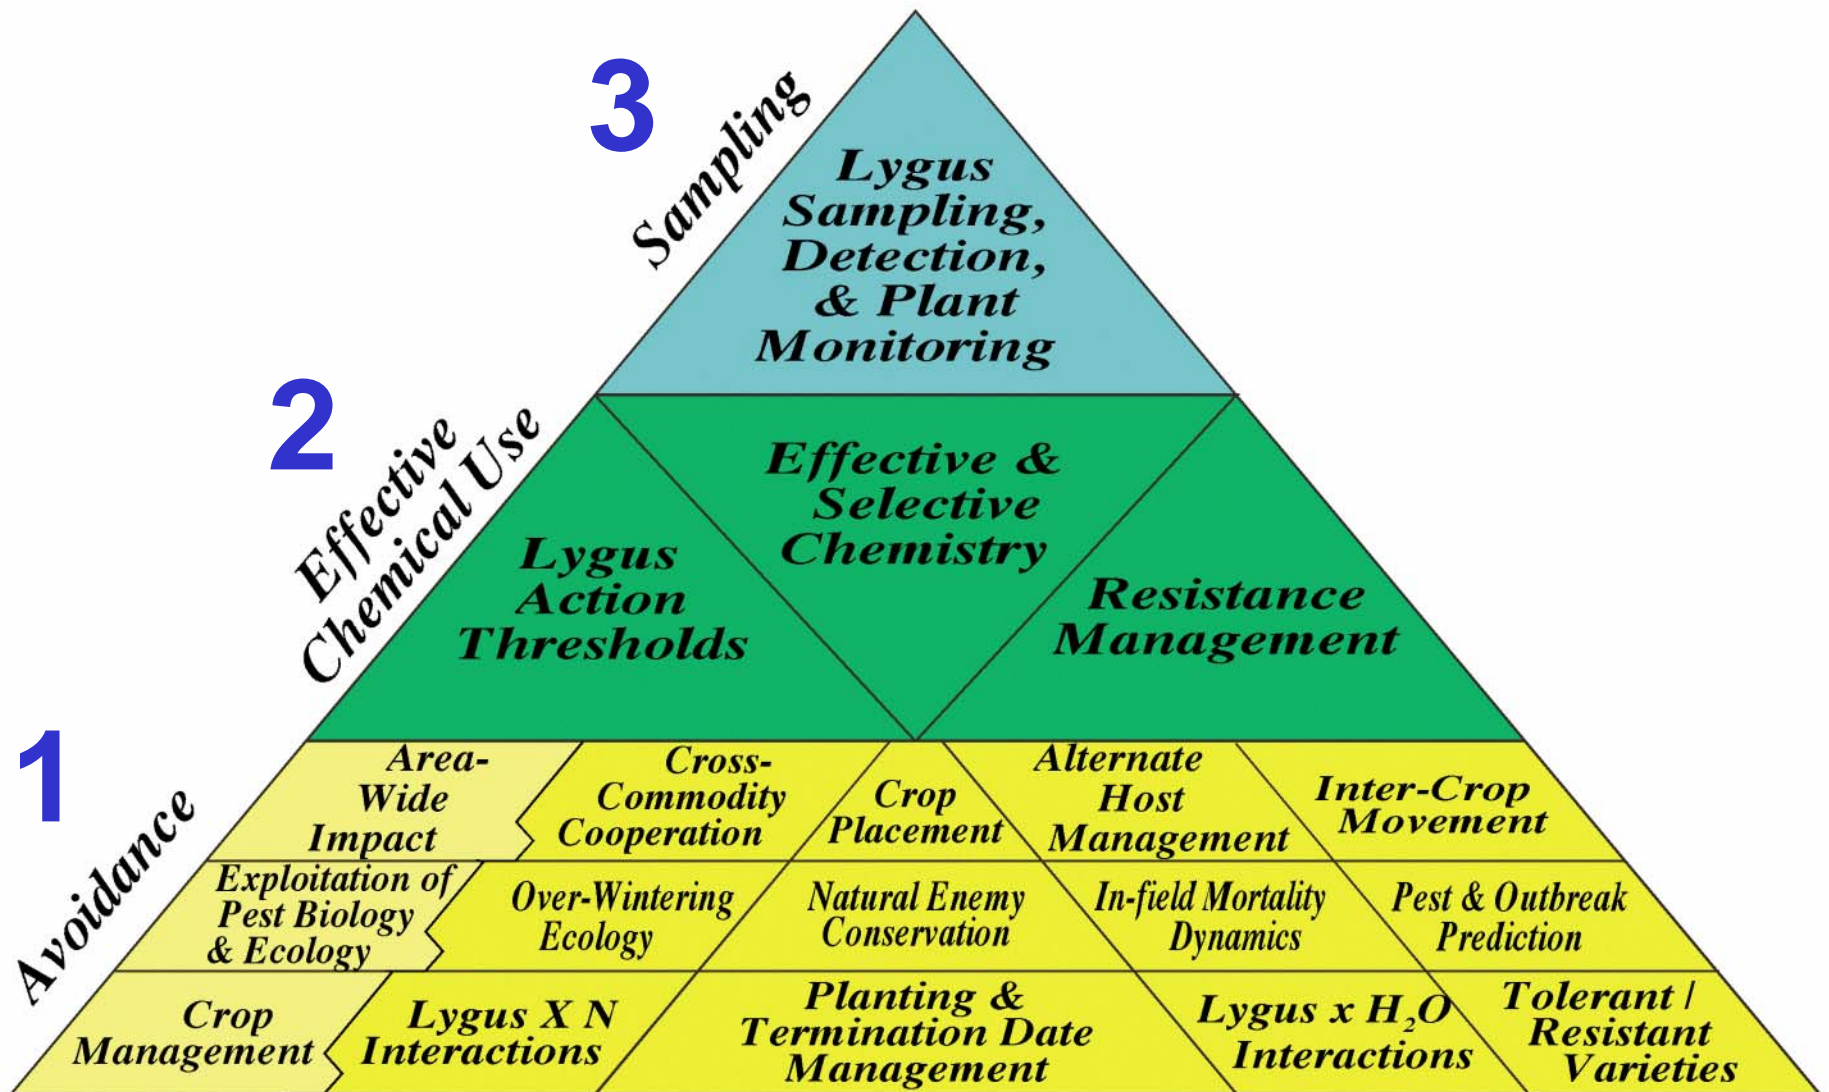 3
Sampling
Lygus
Sampling,
Detection,
& Plant
Monitoring
2
Effective
Chemical Use
Lygus
Action
Thresholds
Effective &
Selective
Chemistry
Resistance
Management
1
Avoidance
Area-
Wide
Impact
Cross-
Commodity
Cooperation
Crop
Placement
Alternate
Host
Management
Inter-Crop
Movement
Exploitation of
Pest Biology
& Ecology
Over-Wintering
Ecology
Natural Enemy
Conservation
In-field Mortality
Dynamics
Pest & Outbreak
Prediction
Crop
Management
Lygus X N
Interactions
Planting &
Termination Date
Management
Lygus x H₂O
Interactions
Tolerant /
Resistant
Varieties